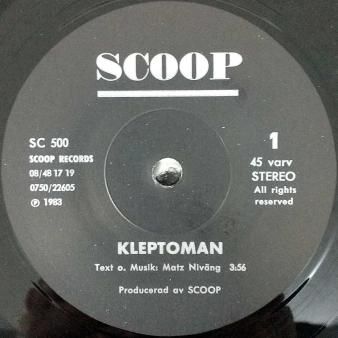 SCOOP
SC 500
SCOOP RECORDS
08/48 17 19
0750/22605
Ⓟ 1983
1
45 varv
STEREO
All rights
reserved
KLEPTOMAN
Text o. Musik: Matz Nivång 3:56
Producerad av SCOOP